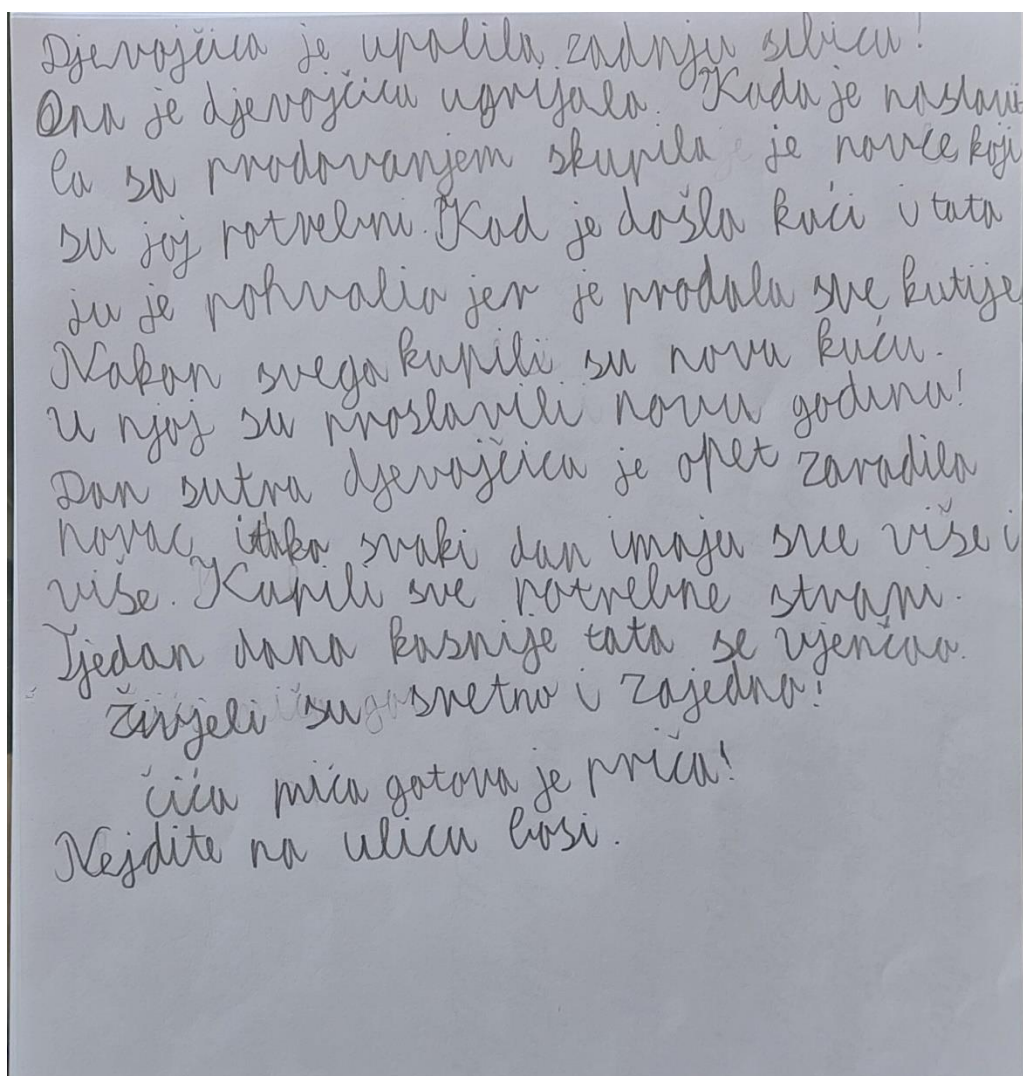 Djevojčica je upalila zadnju šibicu!
Ona je djevojčicu ugrijala. Kada je naslavi
la sa prodavanjem skupila je novce koji
su joj potrebni. Kad je došla kući i tata
ju je pohvalio jer je prodala sve kutije
Nakon svega kupili su novu kuću.
U njoj su proslavili novu godinu!
Dan sutra djevojčica je opet zaradila
novac, i tako svaki dan imaju sve više i
više. Kupili sve potrebne stvari.
Tjedan dana kasnije tata se vjenčao.
Živjeli su sretno i zajedno!
čića mića gotova je priča!
Nejdite na ulicu bosi.